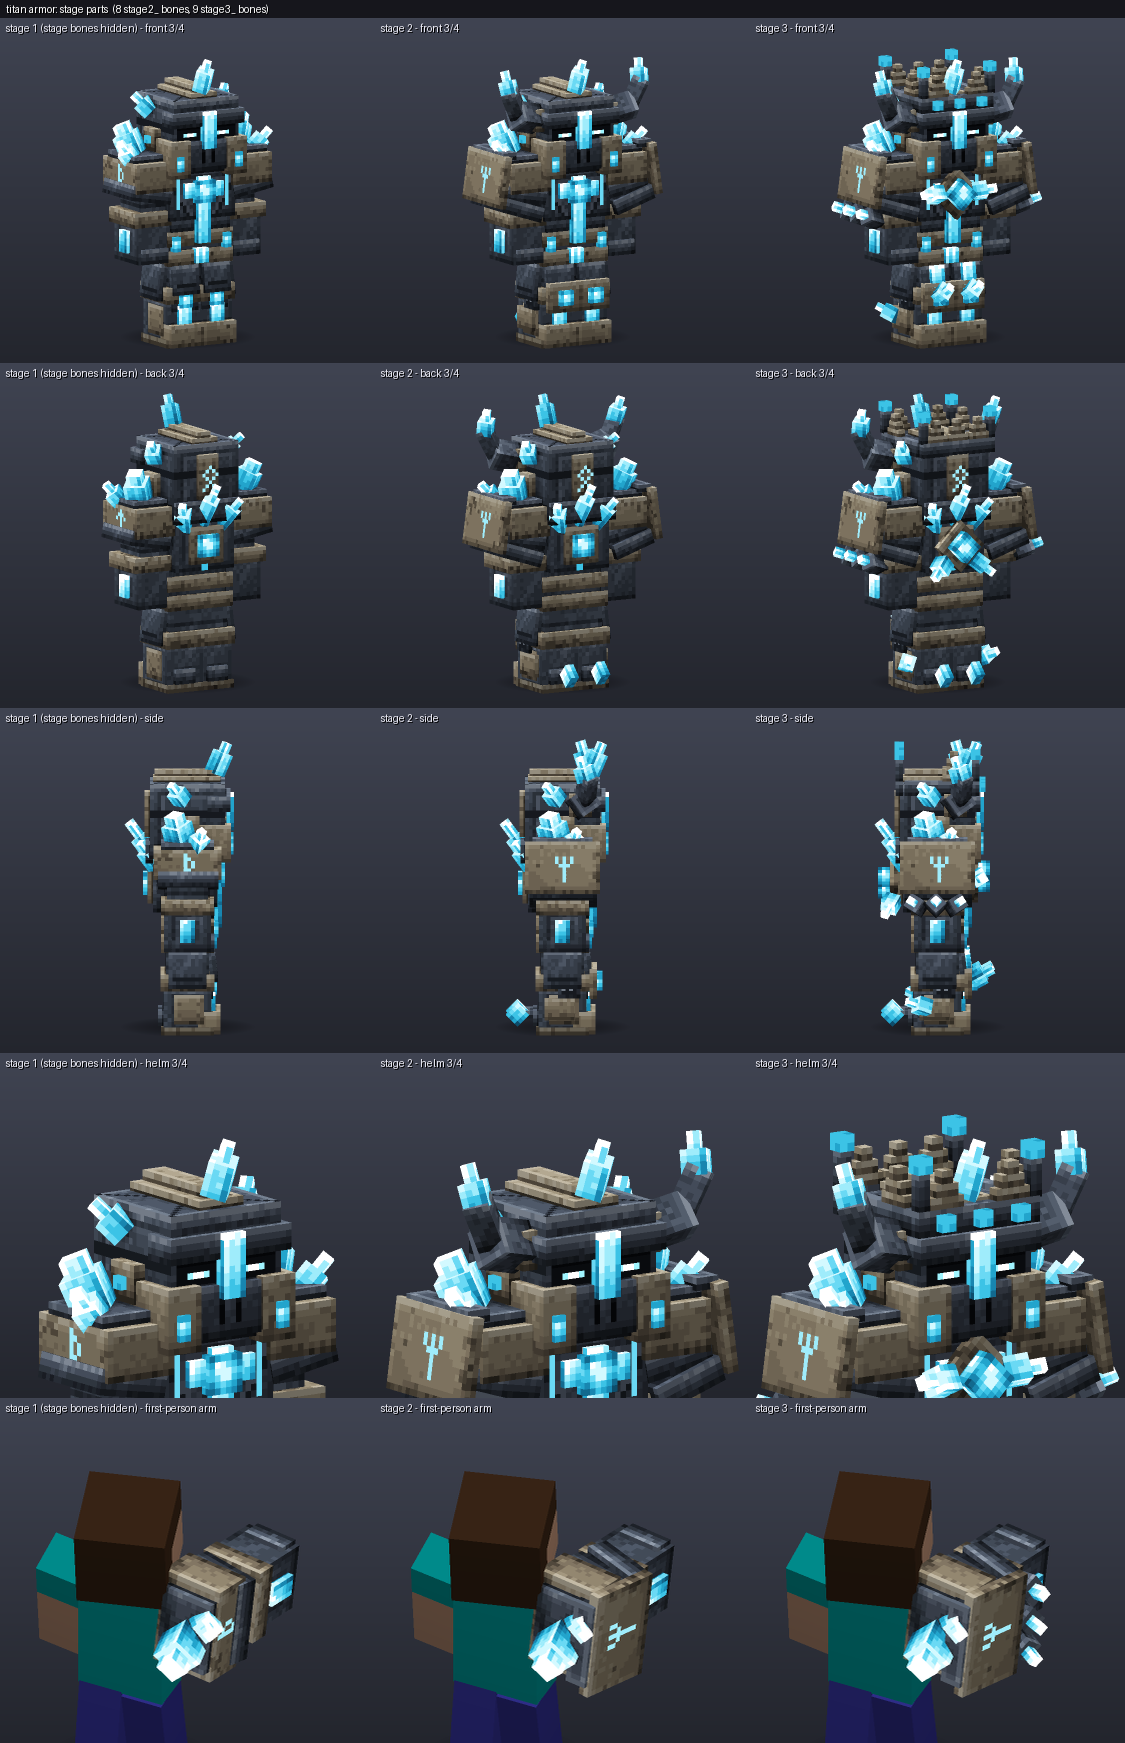 titan armor: stage parts (8 stage2_ bones, 9 stage3_ bones)
stage 1 (stage bones hidden) - front 3/4
stage 2 - front 3/4
stage 3 - front 3/4
stage 1 (stage bones hidden) - back 3/4
stage 2 - back 3/4
stage 3 - back 3/4
stage 1 (stage bones hidden) - side
stage 2 - side
stage 3 - side
stage 1 (stage bones hidden) - helm 3/4
stage 2 - helm 3/4
stage 3 - helm 3/4
stage 1 (stage bones hidden) - first-person arm
stage 2 - first-person arm
stage 3 - first-person arm